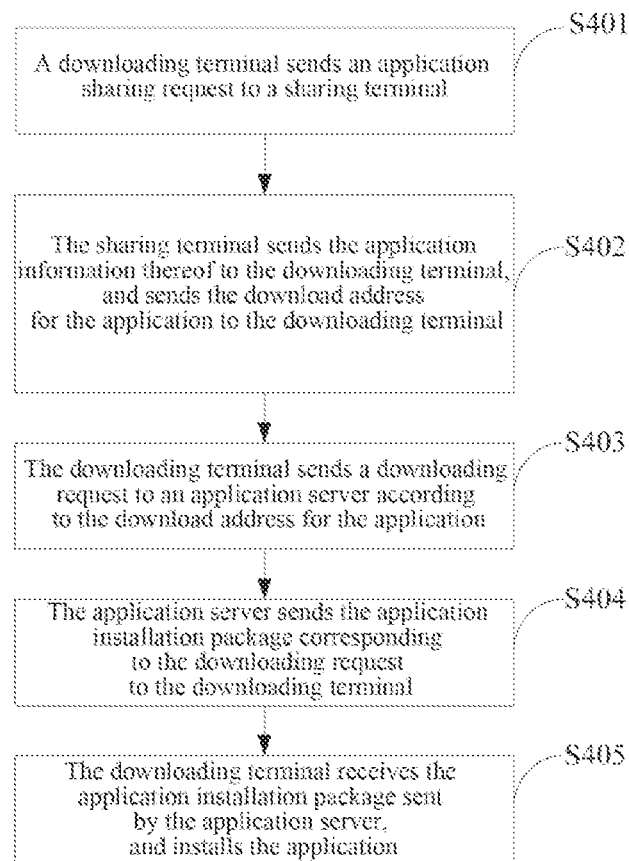 S401
A downloading terminal sends an application
sharing request to a sharing terminal
S402
The sharing terminal sends the application
information thereof to the downloading terminal,
and sends the download address
for the application to the downloading terminal
S403
The downloading terminal sends a downloading
request to an application server according
to the download address for the application
S404
The application server sends the application
installation package corresponding
to the downloading request
to the downloading terminal
S405
The downloading terminal receives the
application installation package sent
by the application server,
and installs the application